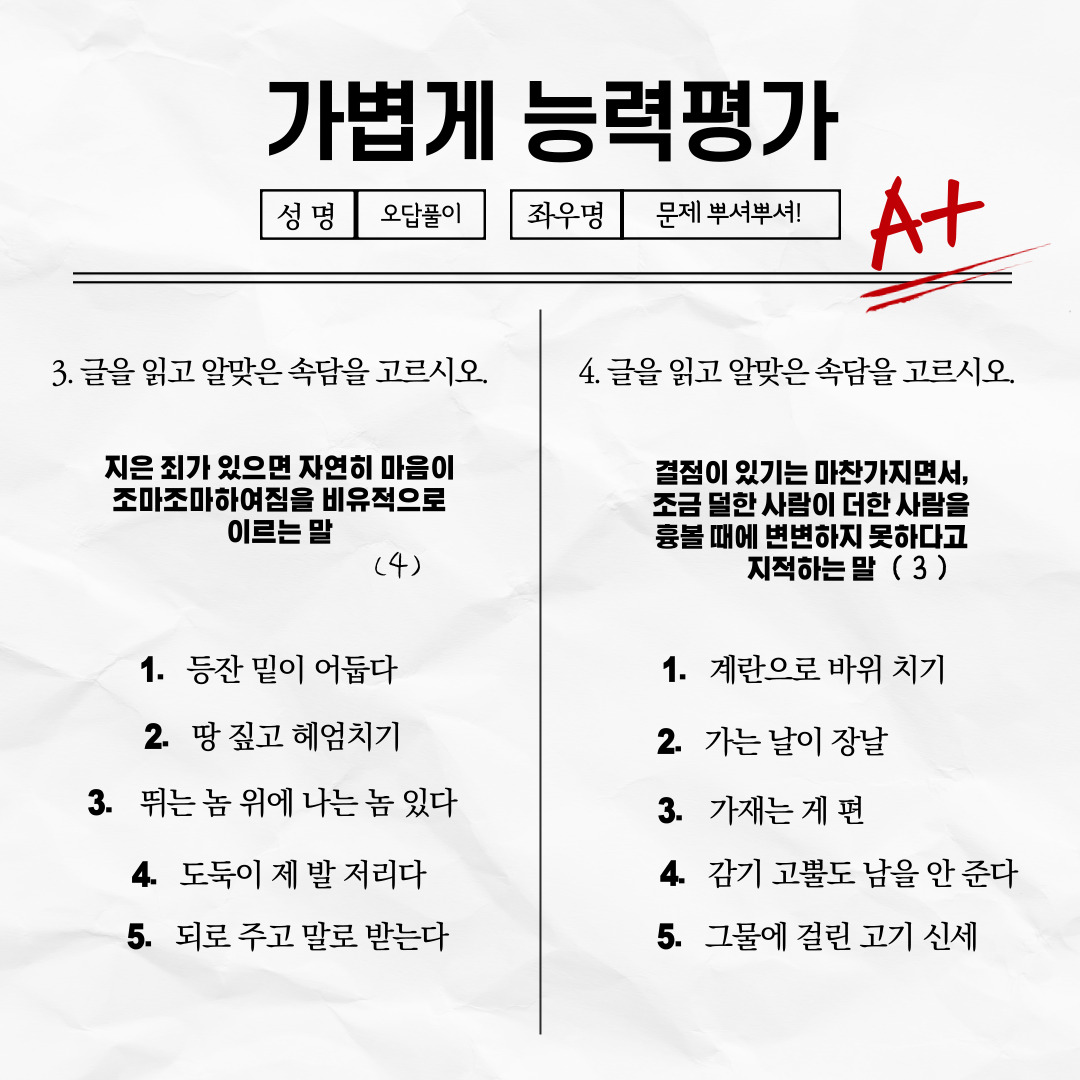 가볍게 능력평가
성 명 오답풀이 좌우명 문제 뿌셔뿌셔!
A+
3. 글을 읽고 알맞은 속담을 고르시오.
지은 죄가 있으면 자연히 마음이
조마조마하여짐을 비유적으로
이르는 말
(4)
1. 등잔 밑이 어둡다
2. 땅 짚고 헤엄치기
3. 뛰는 놈 위에 나는 놈 있다
4. 도둑이 제 발 저리다
5. 되로 주고 말로 받는다
4. 글을 읽고 알맞은 속담을 고르시오.
결점이 있기는 마찬가지면서,
조금 덜한 사람이 더한 사람을
흉볼 때에 변변하지 못하다고
지적하는 말 ( 3 )
1. 계란으로 바위 치기
2. 가는 날이 장날
3. 가재는 게 편
4. 감기 고뿔도 남을 안 준다
5. 그물에 걸린 고기 신세